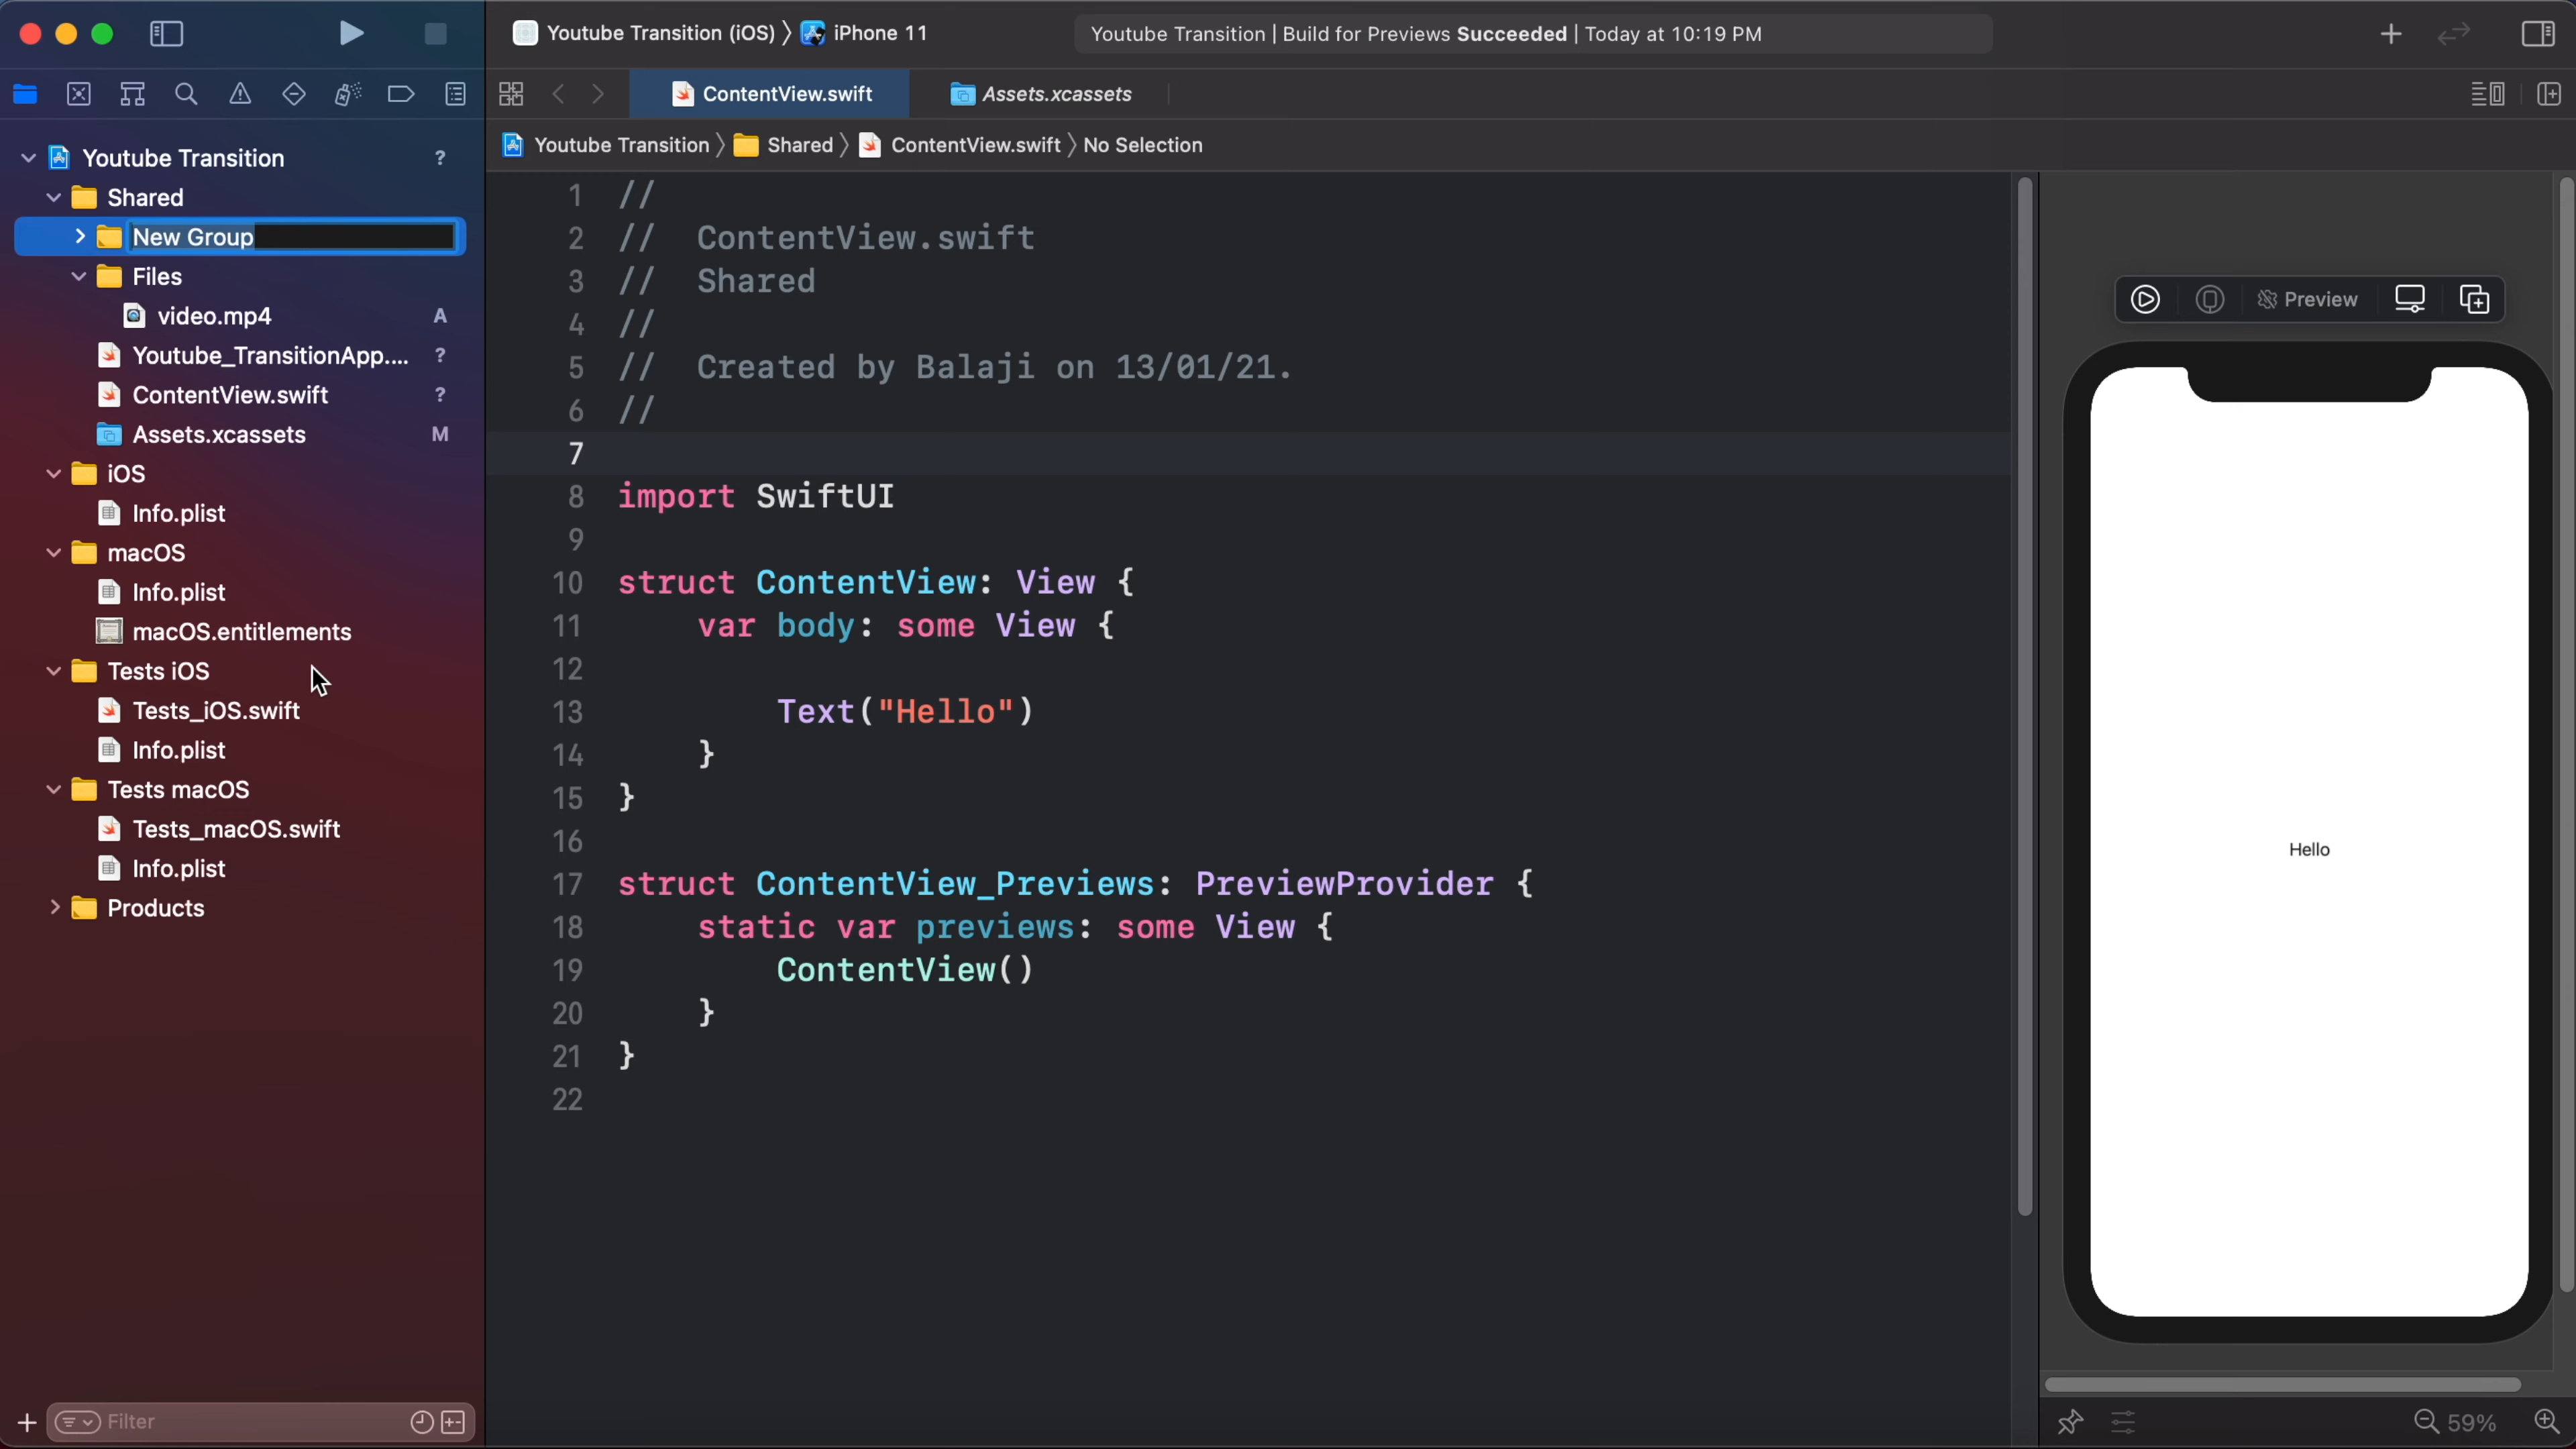 Youtube Transition (iOS) 〉 iPhone 11
Youtube Transition | Build for Previews Succeeded | Today at 10:19 PM
ContentView.swift
Assets.xcassets
Youtube Transition 〉 Shared 〉 ContentView.swift 〉 No Selection
Youtube Transition ?
Shared
New Group
Files
video.mp4 A
Youtube_TransitionApp.... ?
ContentView.swift ?
Assets.xcassets M
iOS
Info.plist
macOS
Info.plist
macOS.entitlements
Tests iOS
Tests_iOS.swift
Info.plist
Tests macOS
Tests_macOS.swift
Info.plist
Products
Filter
1 //
2 //  ContentView.swift
3 //  Shared
4 //
5 //  Created by Balaji on 13/01/21.
6 //
7
8 import SwiftUI
9
10 struct ContentView: View {
11     var body: some View {
12
13         Text("Hello")
14     }
15 }
16
17 struct ContentView_Previews: PreviewProvider {
18     static var previews: some View {
19         ContentView()
20     }
21 }
22
Preview
Hello
59%